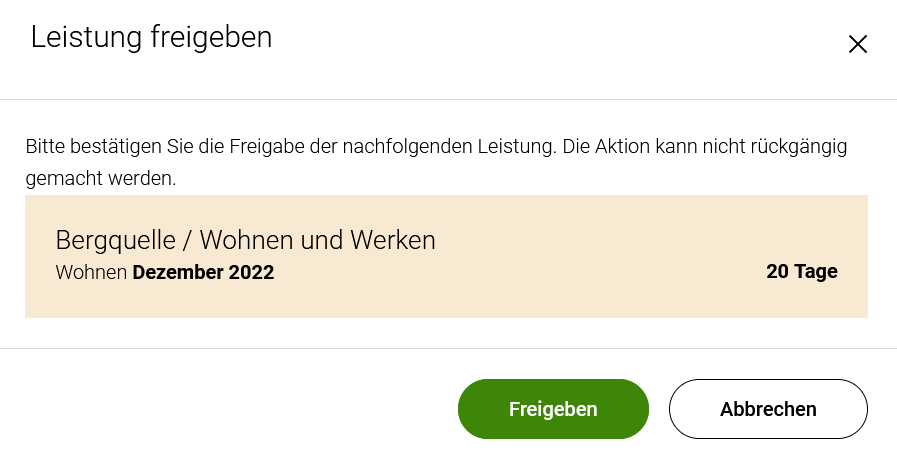 Leistung freigeben
Bitte bestätigen Sie die Freigabe der nachfolgenden Leistung. Die Aktion kann nicht rückgängig
gemacht werden.
Bergquelle / Wohnen und Werken
Wohnen Dezember 2022 20 Tage
Freigeben Abbrechen